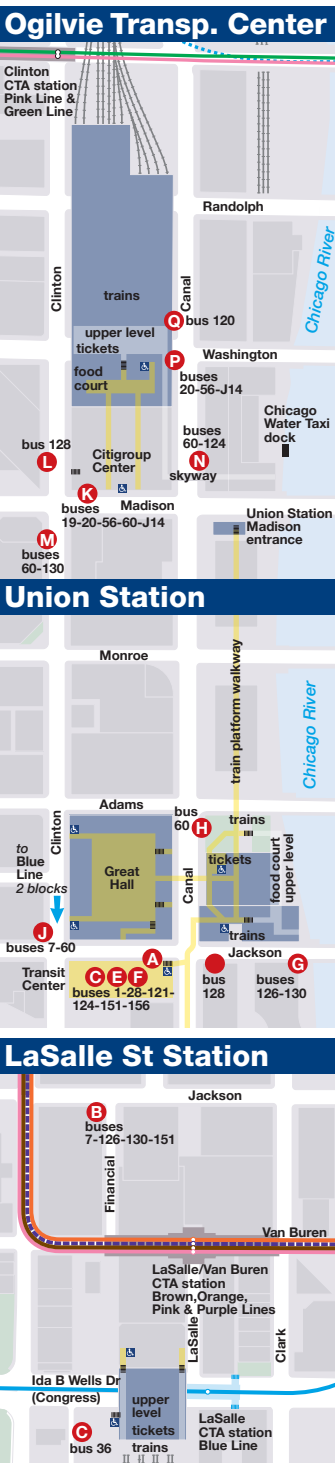 Ogilvie Transp. Center
Clinton
CTA station
Pink Line &
Green Line
Randolph
Chicago River
Clinton
trains
Canal
Q bus 120
upper level
tickets
P
Washington
food
court
buses
20-56-J14
Chicago
Water Taxi
dock
bus 128
L
Citigroup
Center
buses
60-124
N
skyway
K
Madison
buses
19-20-56-60-J14
M
buses
60-130
Union Station
Madison
entrance
Union Station
Monroe
train platform walkway
Chicago River
Adams
bus
60 H
trains
Clinton
to
Blue
Line
2 blocks
Great
Hall
Canal
tickets
food court
upper level
J
buses 7-60
trains
Jackson
A
Transit
Center
C E F
buses 1-28-121-
124-151-156
bus
128
G
buses
126-130
LaSalle St Station
Jackson
B
buses
7-126-130-151
Financial
Van Buren
LaSalle/Van Buren
CTA station
Brown,Orange,
Pink & Purple Lines
LaSalle
Clark
Ida B Wells Dr
(Congress)
upper
level
tickets
trains
C
bus 36
LaSalle
CTA station
Blue Line